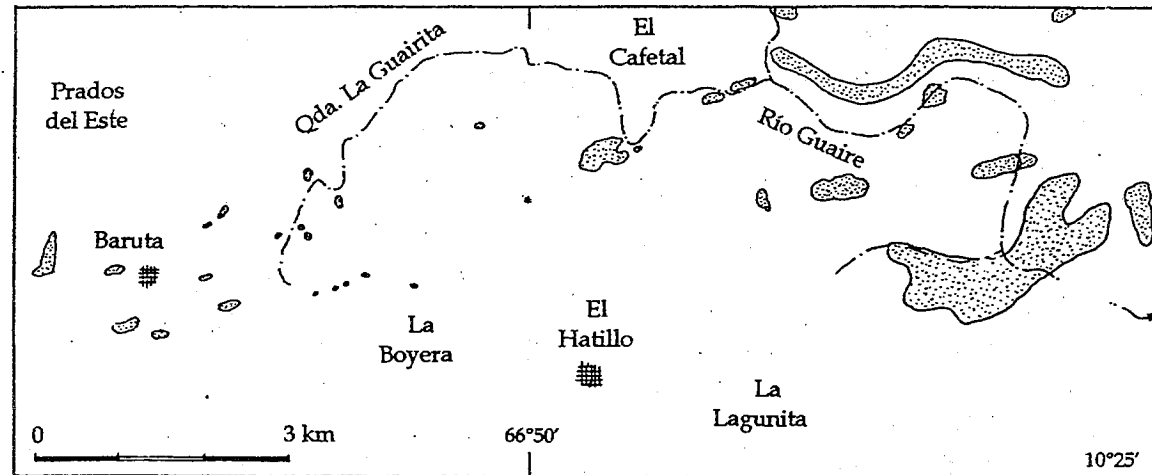 El
Cafetal
Qda. La Guairita
Prados
del Este
Río Guaire
Baruta
La
Boyera
El
Hatillo
La
Lagunita
0
3 km
66°50′
10°25′